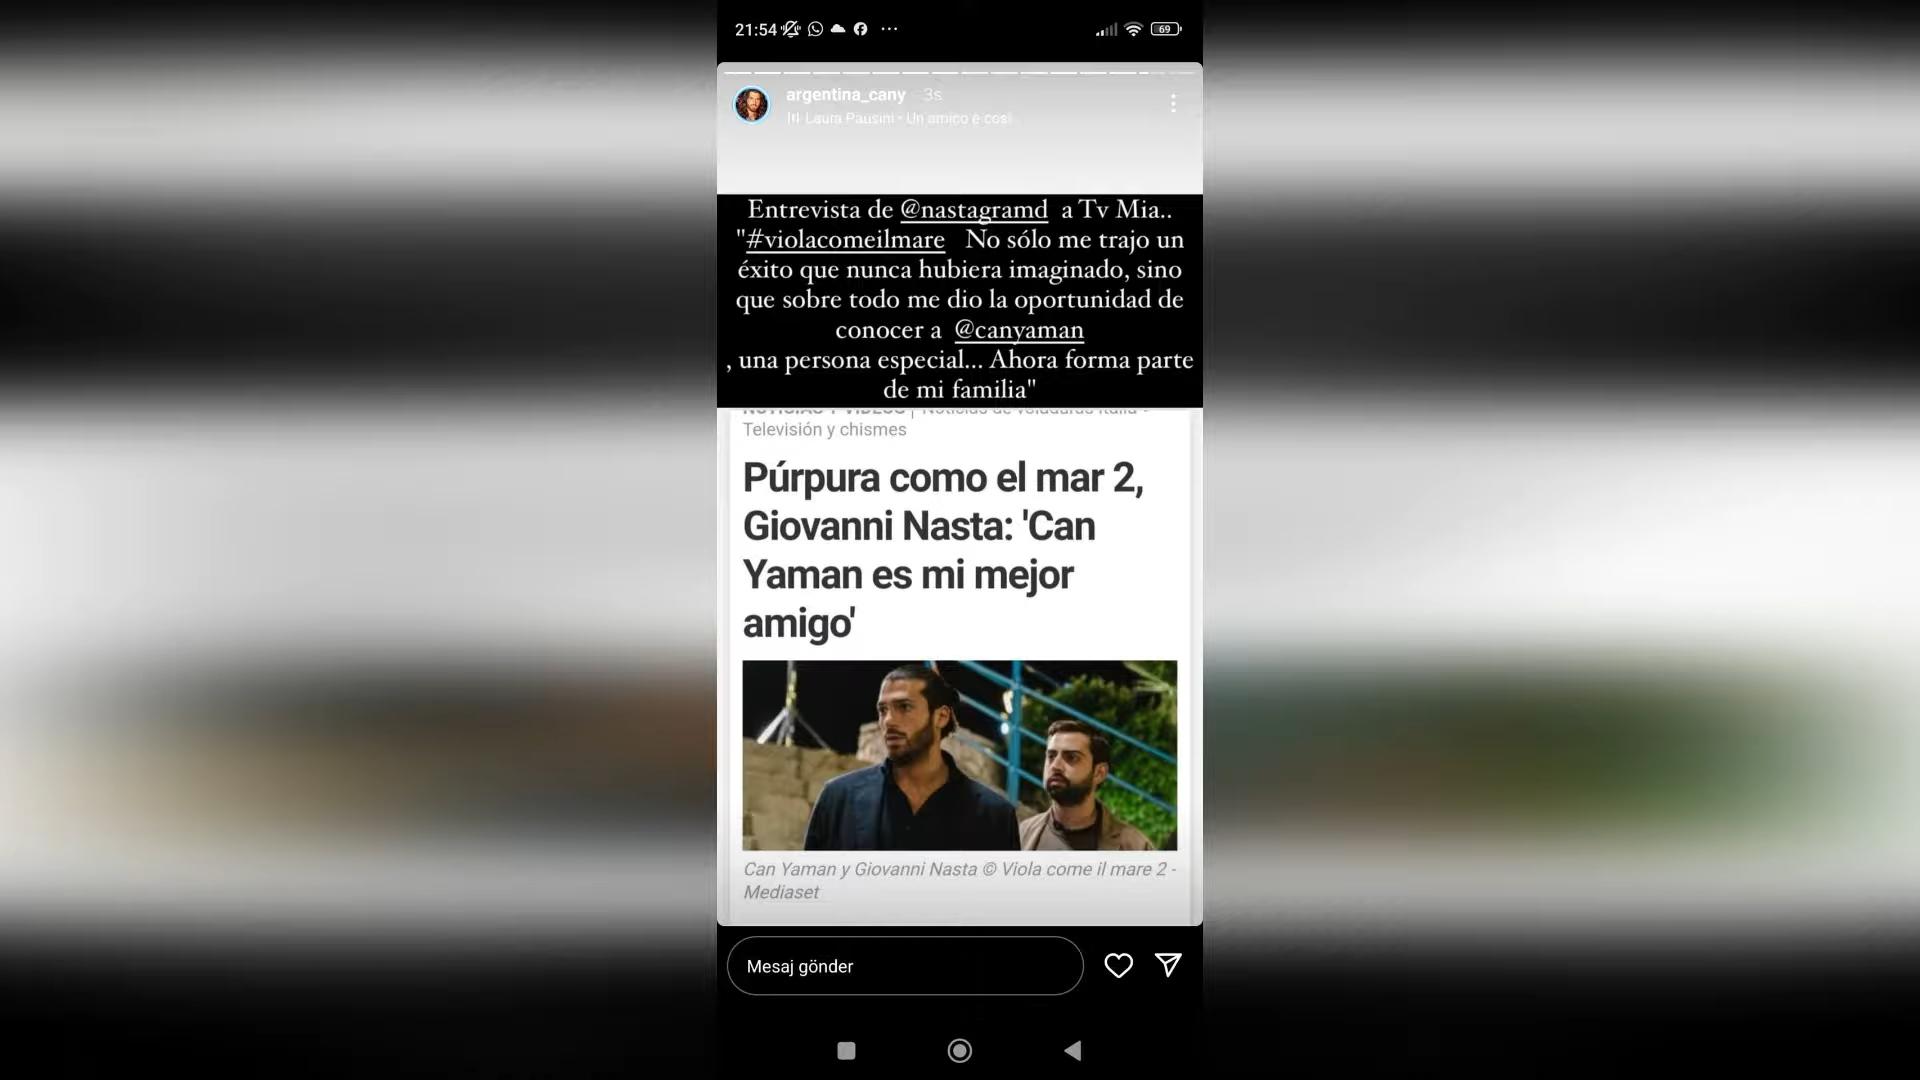 21:54
69
argentina_cany 3s
Laura Pausini • Un amico è così
Entrevista de @nastagramd a Tv Mia..
"#violacomeilmare No sólo me trajo un
éxito que nunca hubiera imaginado, sino
que sobre todo me dio la oportunidad de
conocer a @canyaman
, una persona especial... Ahora forma parte
de mi familia"
Televisión y chismes
Púrpura como el mar 2,
Giovanni Nasta: 'Can
Yaman es mi mejor
amigo'
Can Yaman y Giovanni Nasta © Viola come il mare 2 -
Mediaset
Mesaj gönder